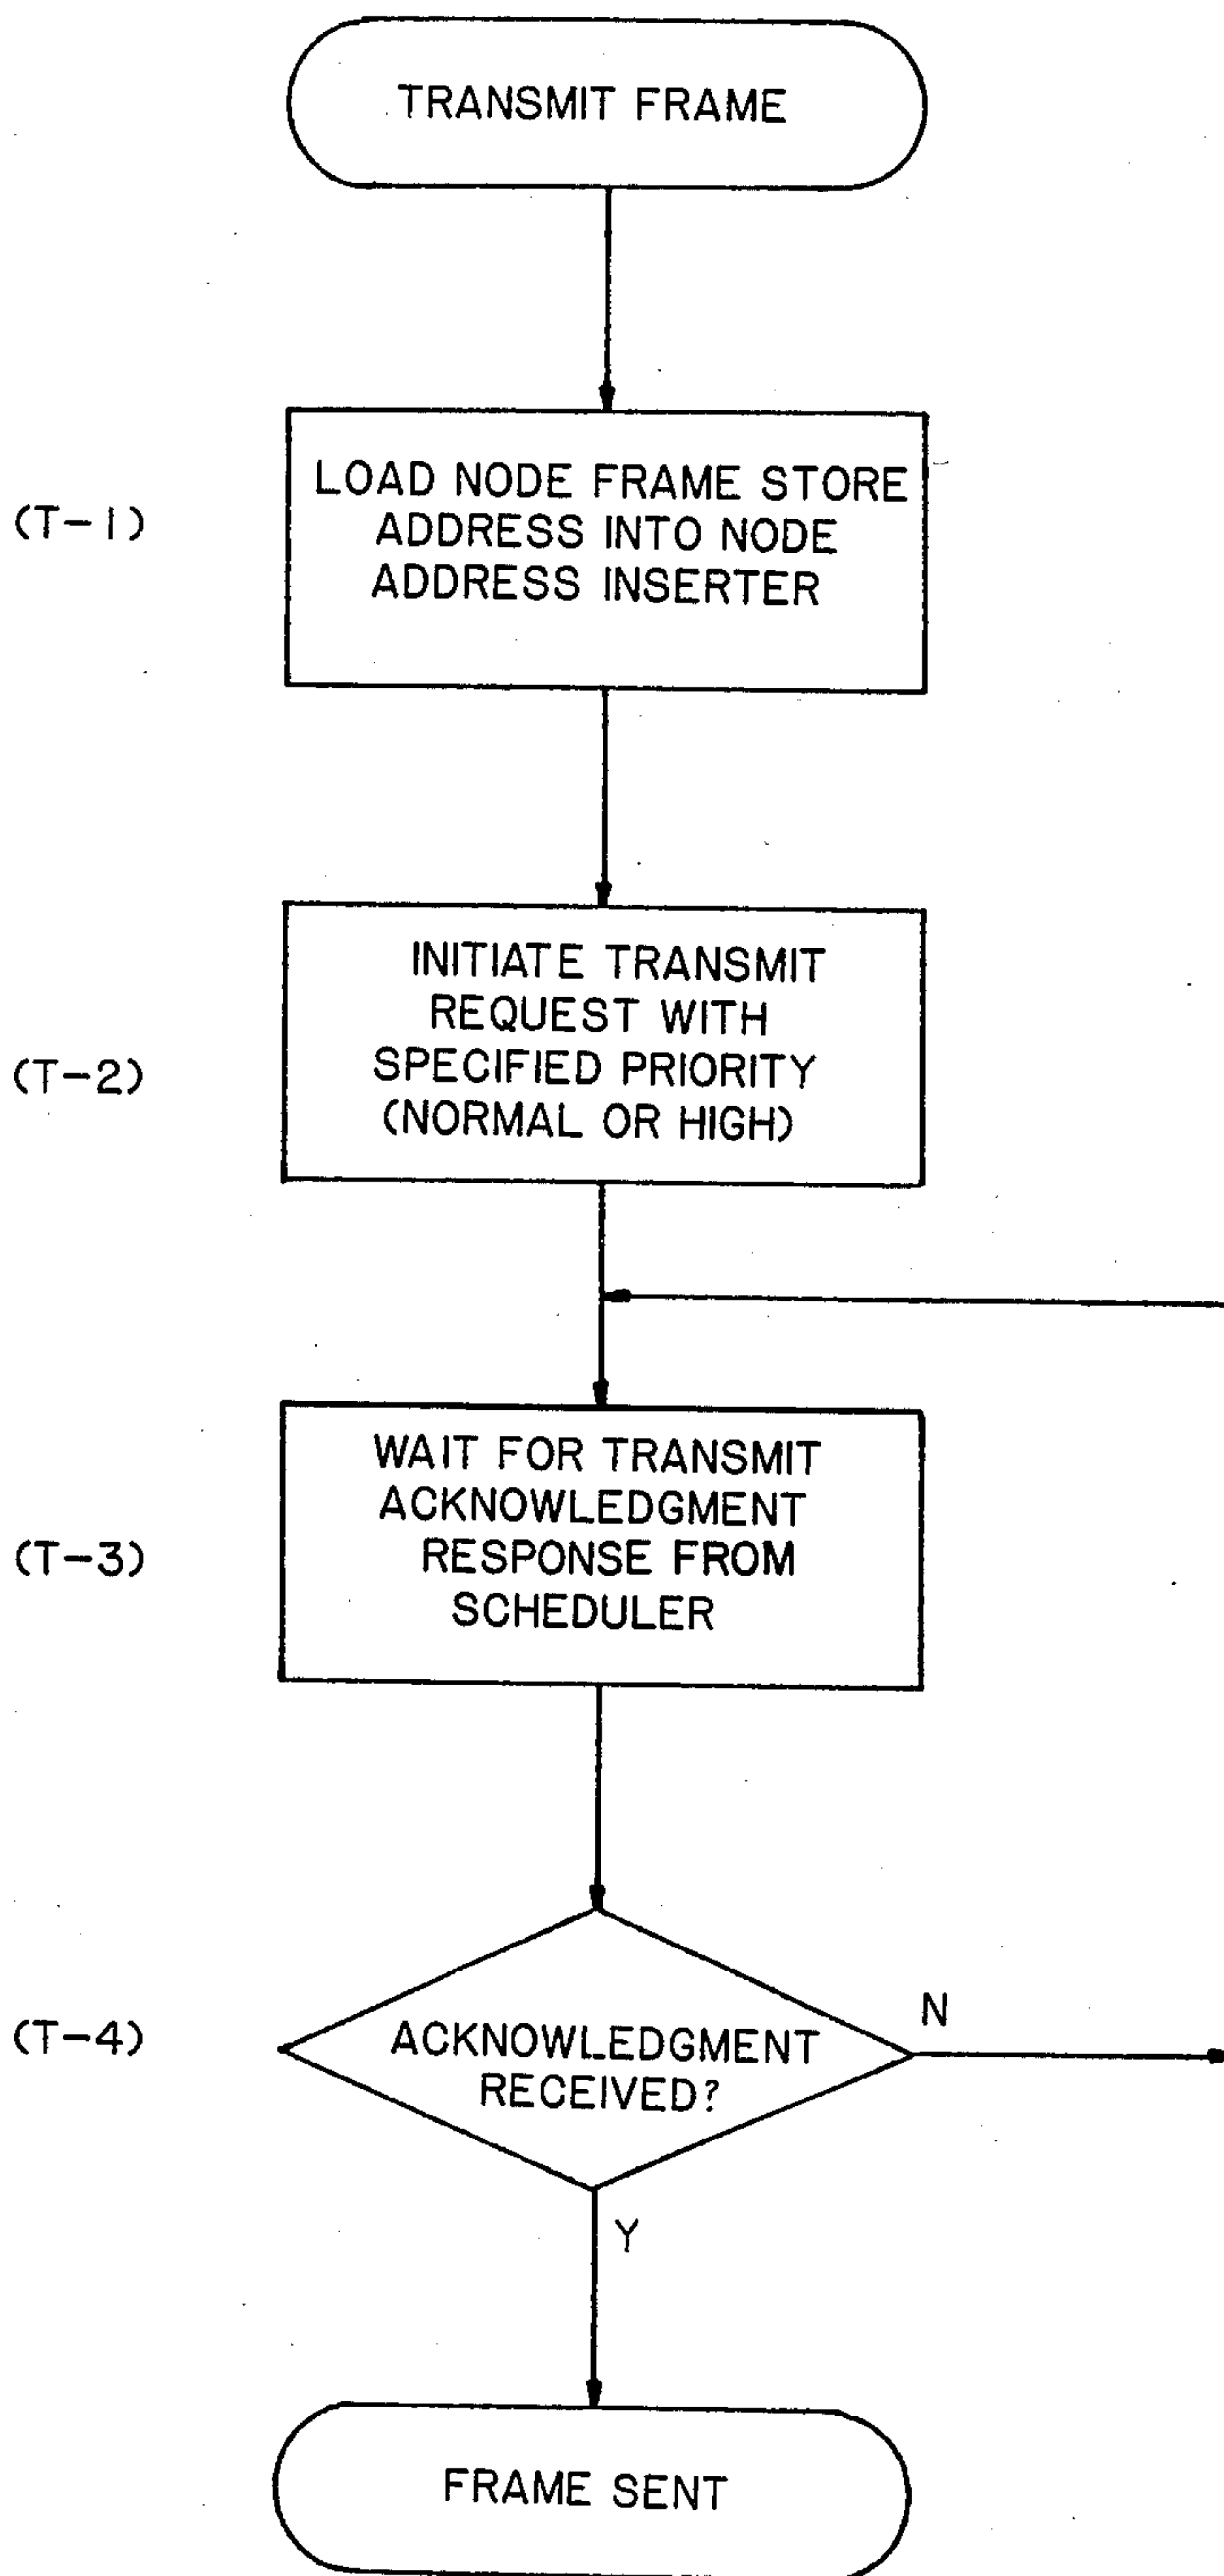 TRANSMIT FRAME
(T-1)
LOAD NODE FRAME STORE
ADDRESS INTO NODE
ADDRESS INSERTER
(T-2)
INITIATE TRANSMIT
REQUEST WITH
SPECIFIED PRIORITY
(NORMAL OR HIGH)
(T-3)
WAIT FOR TRANSMIT
ACKNOWLEDGMENT
RESPONSE FROM
SCHEDULER
(T-4)
ACKNOWLEDGMENT
RECEIVED?
N
Y
FRAME SENT